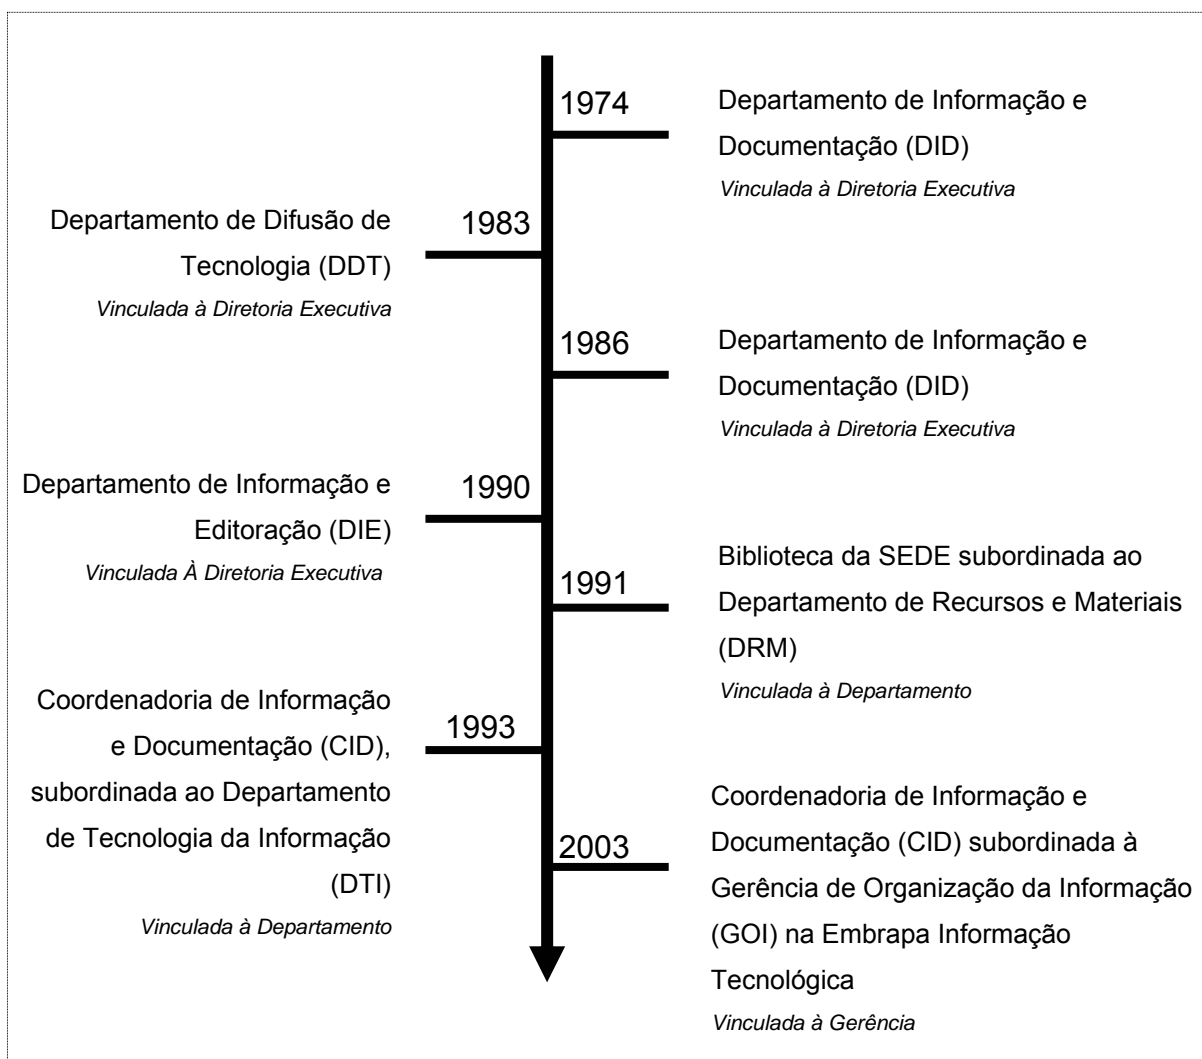 1974
Departamento de Informação e
Documentação (DID)
Vinculada à Diretoria Executiva
1983
Departamento de Difusão de
Tecnologia (DDT)
Vinculada à Diretoria Executiva
1986
Departamento de Informação e
Documentação (DID)
Vinculada à Diretoria Executiva
1990
Departamento de Informação e
Editoração (DIE)
Vinculada À Diretoria Executiva
1991
Biblioteca da SEDE subordinada ao
Departamento de Recursos e Materiais
(DRM)
Vinculada à Departamento
1993
Coordenadoria de Informação
e Documentação (CID),
subordinada ao Departamento
de Tecnologia da Informação
(DTI)
Vinculada à Departamento
2003
Coordenadoria de Informação e
Documentação (CID) subordinada à
Gerência de Organização da Informação
(GOI) na Embrapa Informação
Tecnológica
Vinculada à Gerência